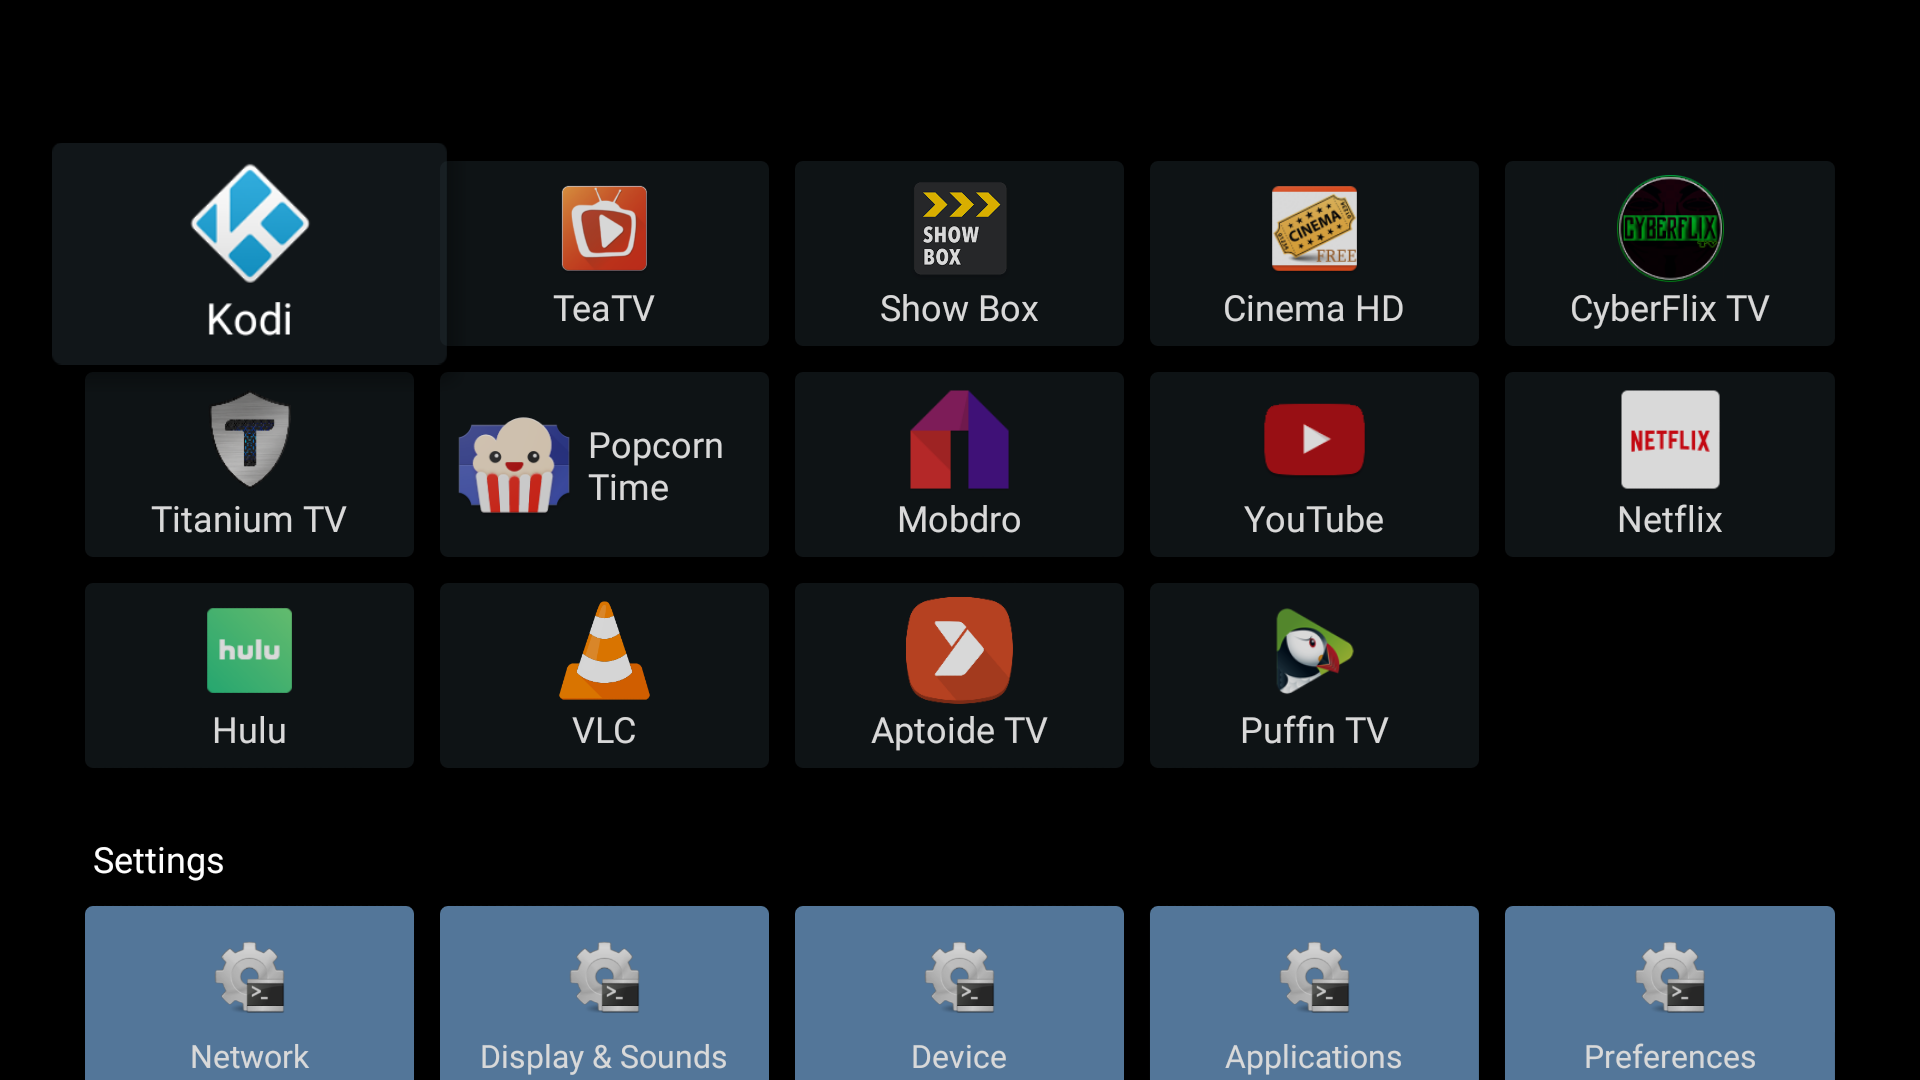 SHOW
BOX
CINEMA
FREE
CYBERFLIX
TV
Kodi
TeaTV
Show Box
Cinema HD
CyberFlix TV
T
NETFLIX
Popcorn
Time
Titanium TV
Mobdro
YouTube
Netflix
hulu
Hulu
VLC
Aptoide TV
Puffin TV
Settings
>_
>_
>_
>_
>_
Network
Display & Sounds
Device
Applications
Preferences